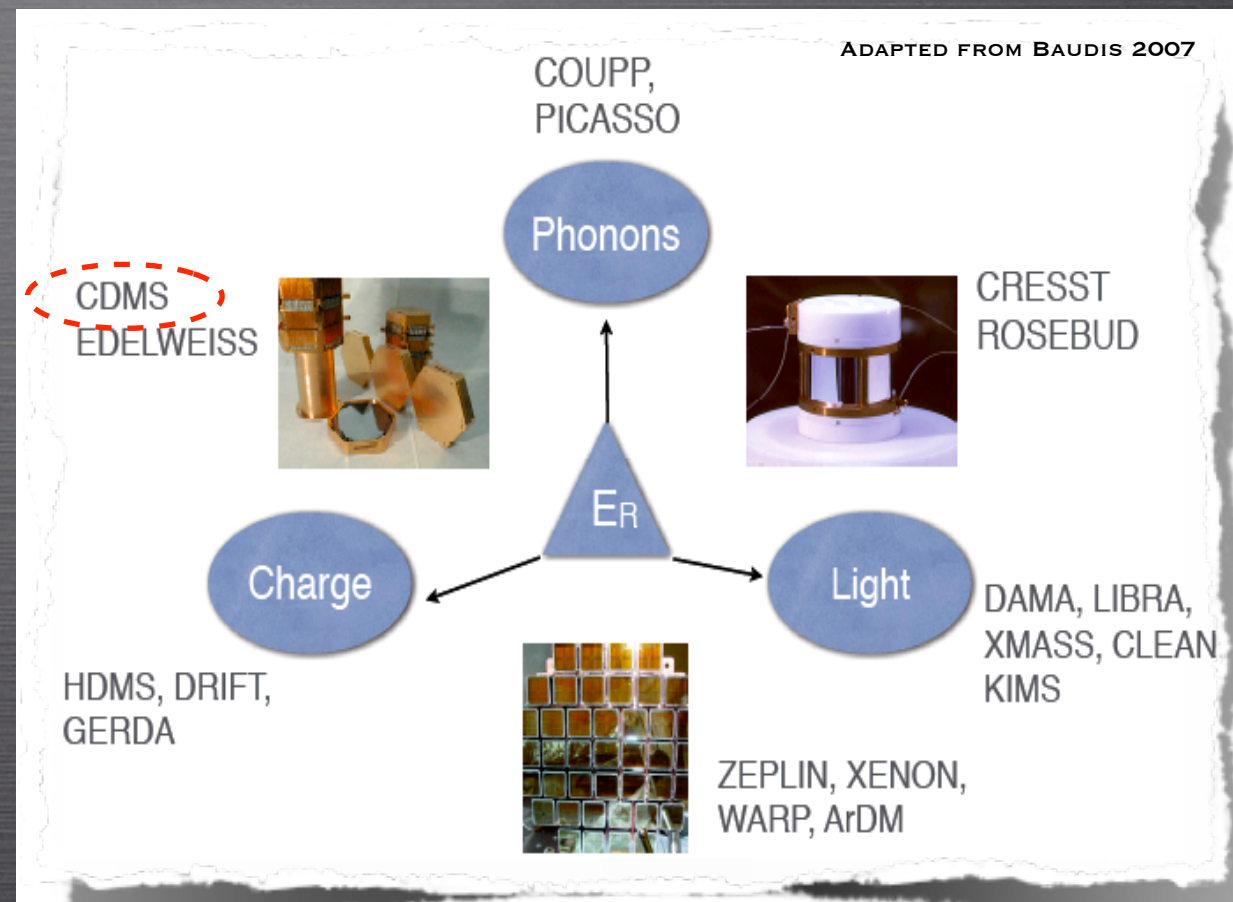 ADAPTED FROM BAUDIS 2007
COUPP,
PICASSO
Phonons
CDMS
EDELWEISS
CRESST
ROSEBUD
ER
Charge
Light
HDMS, DRIFT,
GERDA
DAMA, LIBRA,
XMASS, CLEAN
KIMS
ZEPLIN, XENON,
WARP, ArDM